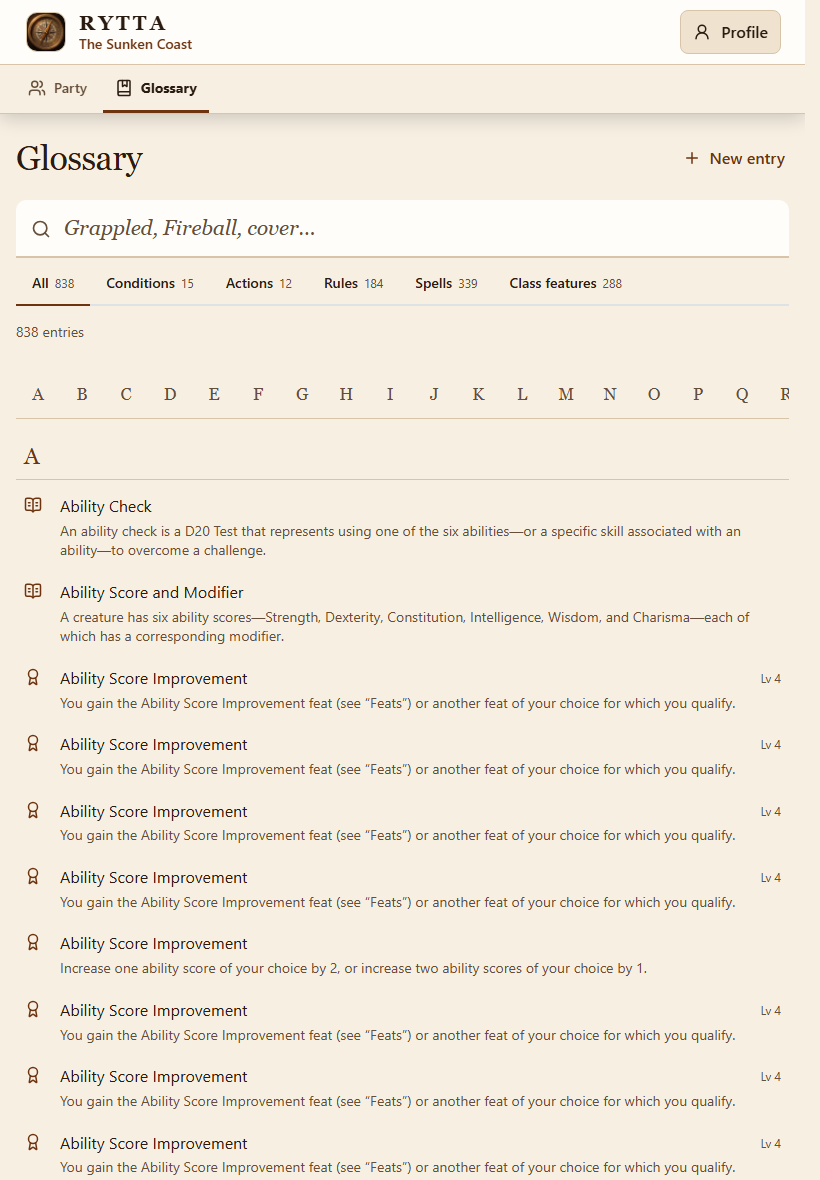 RYTTA
The Sunken Coast
Profile
Party
Glossary
Glossary
New entry
Grappled, Fireball, cover...
All 838
Conditions 15
Actions 12
Rules 184
Spells 339
Class features 288
838 entries
A B C D E F G H I J K L M N O P Q R
A
Ability Check
An ability check is a D20 Test that represents using one of the six abilities—or a specific skill associated with an
ability—to overcome a challenge.
Ability Score and Modifier
A creature has six ability scores—Strength, Dexterity, Constitution, Intelligence, Wisdom, and Charisma—each of
which has a corresponding modifier.
Ability Score Improvement Lv 4
You gain the Ability Score Improvement feat (see “Feats”) or another feat of your choice for which you qualify.
Ability Score Improvement Lv 4
You gain the Ability Score Improvement feat (see “Feats”) or another feat of your choice for which you qualify.
Ability Score Improvement Lv 4
You gain the Ability Score Improvement feat (see “Feats”) or another feat of your choice for which you qualify.
Ability Score Improvement Lv 4
You gain the Ability Score Improvement feat (see “Feats”) or another feat of your choice for which you qualify.
Ability Score Improvement
Increase one ability score of your choice by 2, or increase two ability scores of your choice by 1.
Ability Score Improvement Lv 4
You gain the Ability Score Improvement feat (see “Feats”) or another feat of your choice for which you qualify.
Ability Score Improvement Lv 4
You gain the Ability Score Improvement feat (see “Feats”) or another feat of your choice for which you qualify.
Ability Score Improvement Lv 4
You gain the Ability Score Improvement feat (see “Feats”) or another feat of your choice for which you qualify.